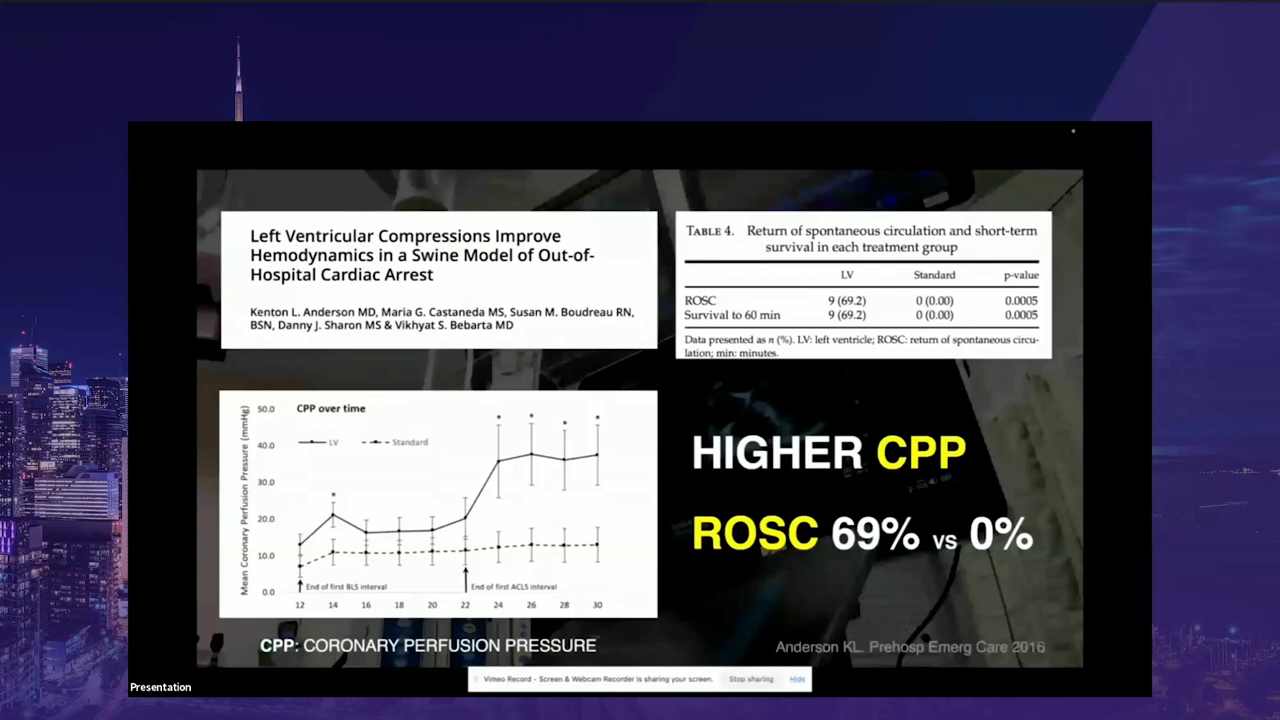 Left Ventricular Compressions Improve
Hemodynamics in a Swine Model of Out-of-
Hospital Cardiac Arrest
Kenton L. Anderson MD, Maria G. Castaneda MS, Susan M. Boudreau RN,
BSN, Danny J. Sharon MS & Vikhyat S. Bebarta MD
TABLE 4. Return of spontaneous circulation and short-term
survival in each treatment group
LV Standard p-value
ROSC 9 (69.2) 0 (0.00) 0.0005
Survival to 60 min 9 (69.2) 0 (0.00) 0.0005
Data presented as n (%). LV: left ventricle; ROSC: return of spontaneous circu-
lation; min: minutes.
Mean Coronary Perfusion Pressure (mmHg)
CPP over time
LV Standard
50.0
40.0
30.0
20.0
10.0
0.0
* * * * *
End of first BLS interval
End of first ACLS interval
12 14 16 18 20 22 24 26 28 30
HIGHER CPP
ROSC 69% vs 0%
CPP: CORONARY PERFUSION PRESSURE
Anderson KL. Prehosp Emerg Care 2016
Vimeo Record - Screen & Webcam Recorder is sharing your screen. Stop sharing Hide
Presentation